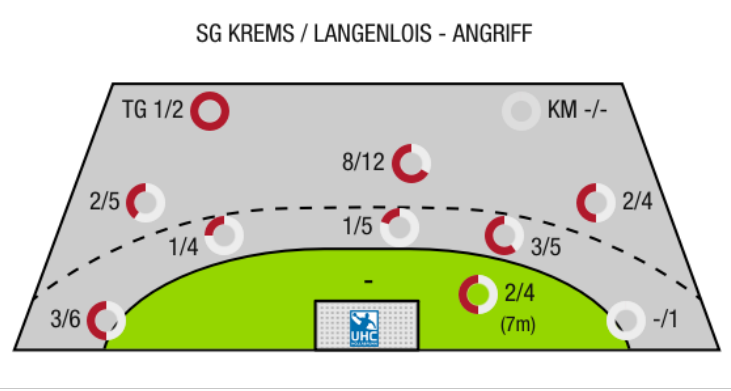 SG KREMS / LANGENLOIS - ANGRIFF
TG 1/2
KM -/-
8/12
2/5
2/4
1/4
1/5
3/5
-
2/4
(7m)
3/6
-/1
UHC